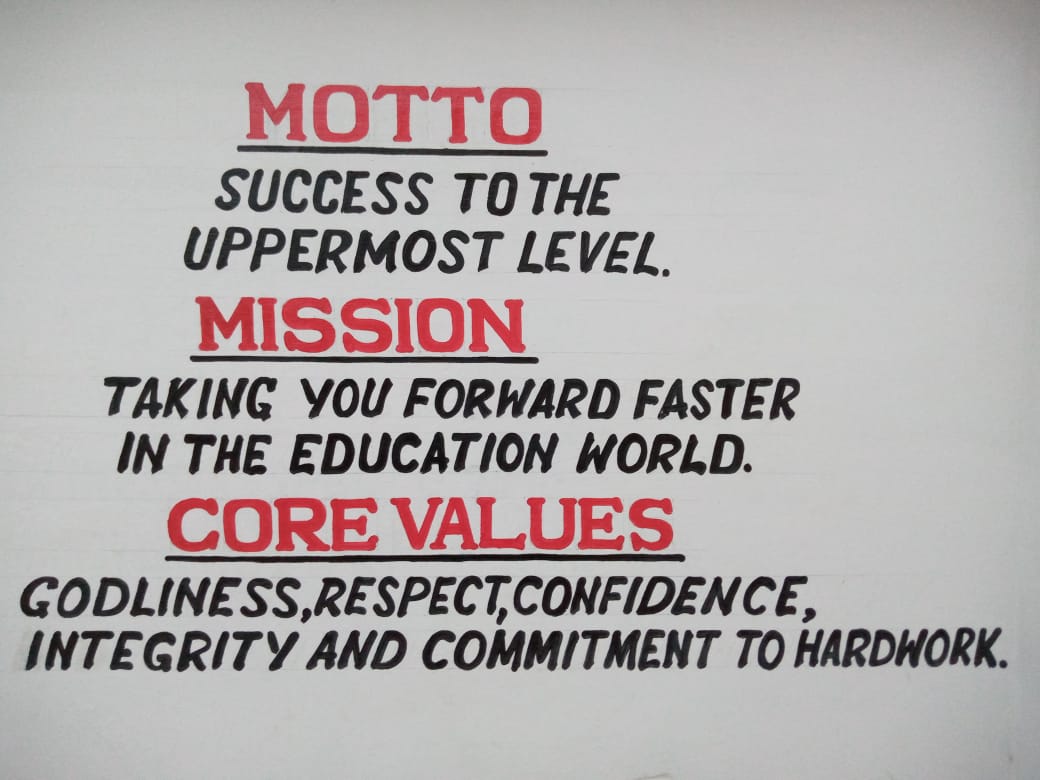 MOTTO
SUCCESS TO THE
UPPERMOST LEVEL.
MISSION
TAKING YOU FORWARD FASTER
IN THE EDUCATION WORLD.
CORE VALUES
GODLINESS,RESPECT,CONFIDENCE,
INTEGRITY AND COMMITMENT TO HARDWORK.